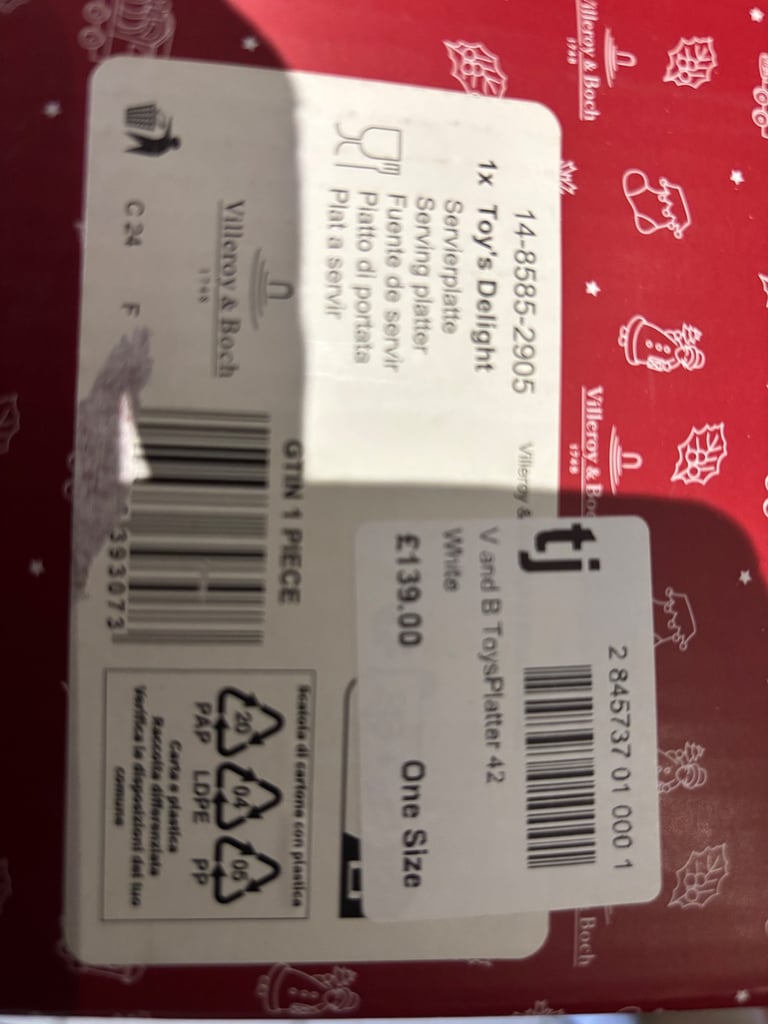 14-8585-2905
1x Toy's Delight
Servierplatte
Serving platter
Fuente de servir
Piatto di portata
Plat à servir
Villeroy &
Villeroy & Boch
1748
C 24 F
GTIN 1 PIECE
393073
Scatola di cartone con plastica
20 04 05
PAP LDPE PP
Carta e plastica
Raccolta differenziata
Verifica le disposizioni del tuo
comune
2 845737 01 000 1
tj
V and B ToysPlatter 42
White
£139.00 One Size
Villeroy & Boch
1748
Villeroy & Bo
1748
Boch